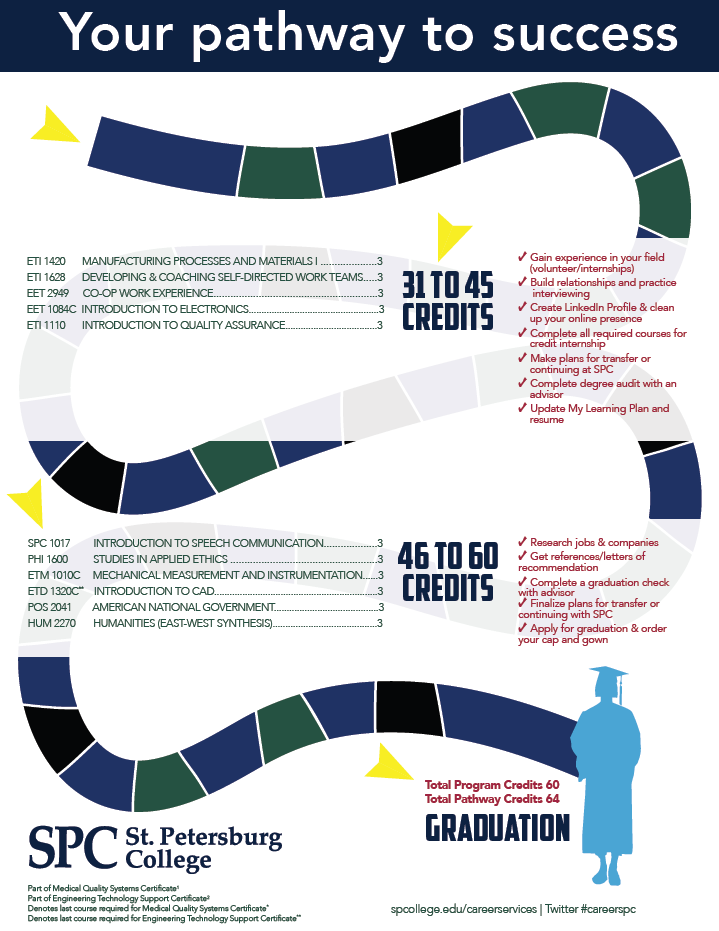 Your pathway to success
ETI 1420 MANUFACTURING PROCESSES AND MATERIALS I ...................3
ETI 1628 DEVELOPING & COACHING SELF-DIRECTED WORK TEAMS.....3
EET 2949 CO-OP WORK EXPERIENCE........................................................3
EET 1084C INTRODUCTION TO ELECTRONICS............................................3
ETI 1110 INTRODUCTION TO QUALITY ASSURANCE...............................3
31 TO 45
CREDITS
✓ Gain experience in your field
(volunteer/internships)
✓ Build relationships and practice
interviewing
✓ Create LinkedIn Profile & clean
up your online presence
✓ Complete all required courses for
credit internship
✓ Make plans for transfer or
continuing at SPC
✓ Complete degree audit with an
advisor
✓ Update My Learning Plan and
resume
SPC 1017 INTRODUCTION TO SPEECH COMMUNICATION..................3
PHI 1600 STUDIES IN APPLIED ETHICS ..................................................3
ETM 1010C MECHANICAL MEASUREMENT AND INSTRUMENTATION......3
ETD 1320C** INTRODUCTION TO CAD.........................................................3
POS 2041 AMERICAN NATIONAL GOVERNMENT....................................3
HUM 2270 HUMANITIES (EAST-WEST SYNTHESIS)....................................3
46 TO 60
CREDITS
✓ Research jobs & companies
✓ Get references/letters of
recommendation
✓ Complete a graduation check
with advisor
✓ Finalize plans for transfer or
continuing with SPC
✓ Apply for graduation & order
your cap and gown
Total Program Credits 60
Total Pathway Credits 64
GRADUATION
SPC St. Petersburg
College
Part of Medical Quality Systems Certificate¹
Part of Engineering Technology Support Certificate²
Denotes last course required for Medical Quality Systems Certificate*
Denotes last course required for Engineering Technology Support Certificate**
spcollege.edu/careerservices | Twitter #careerspc